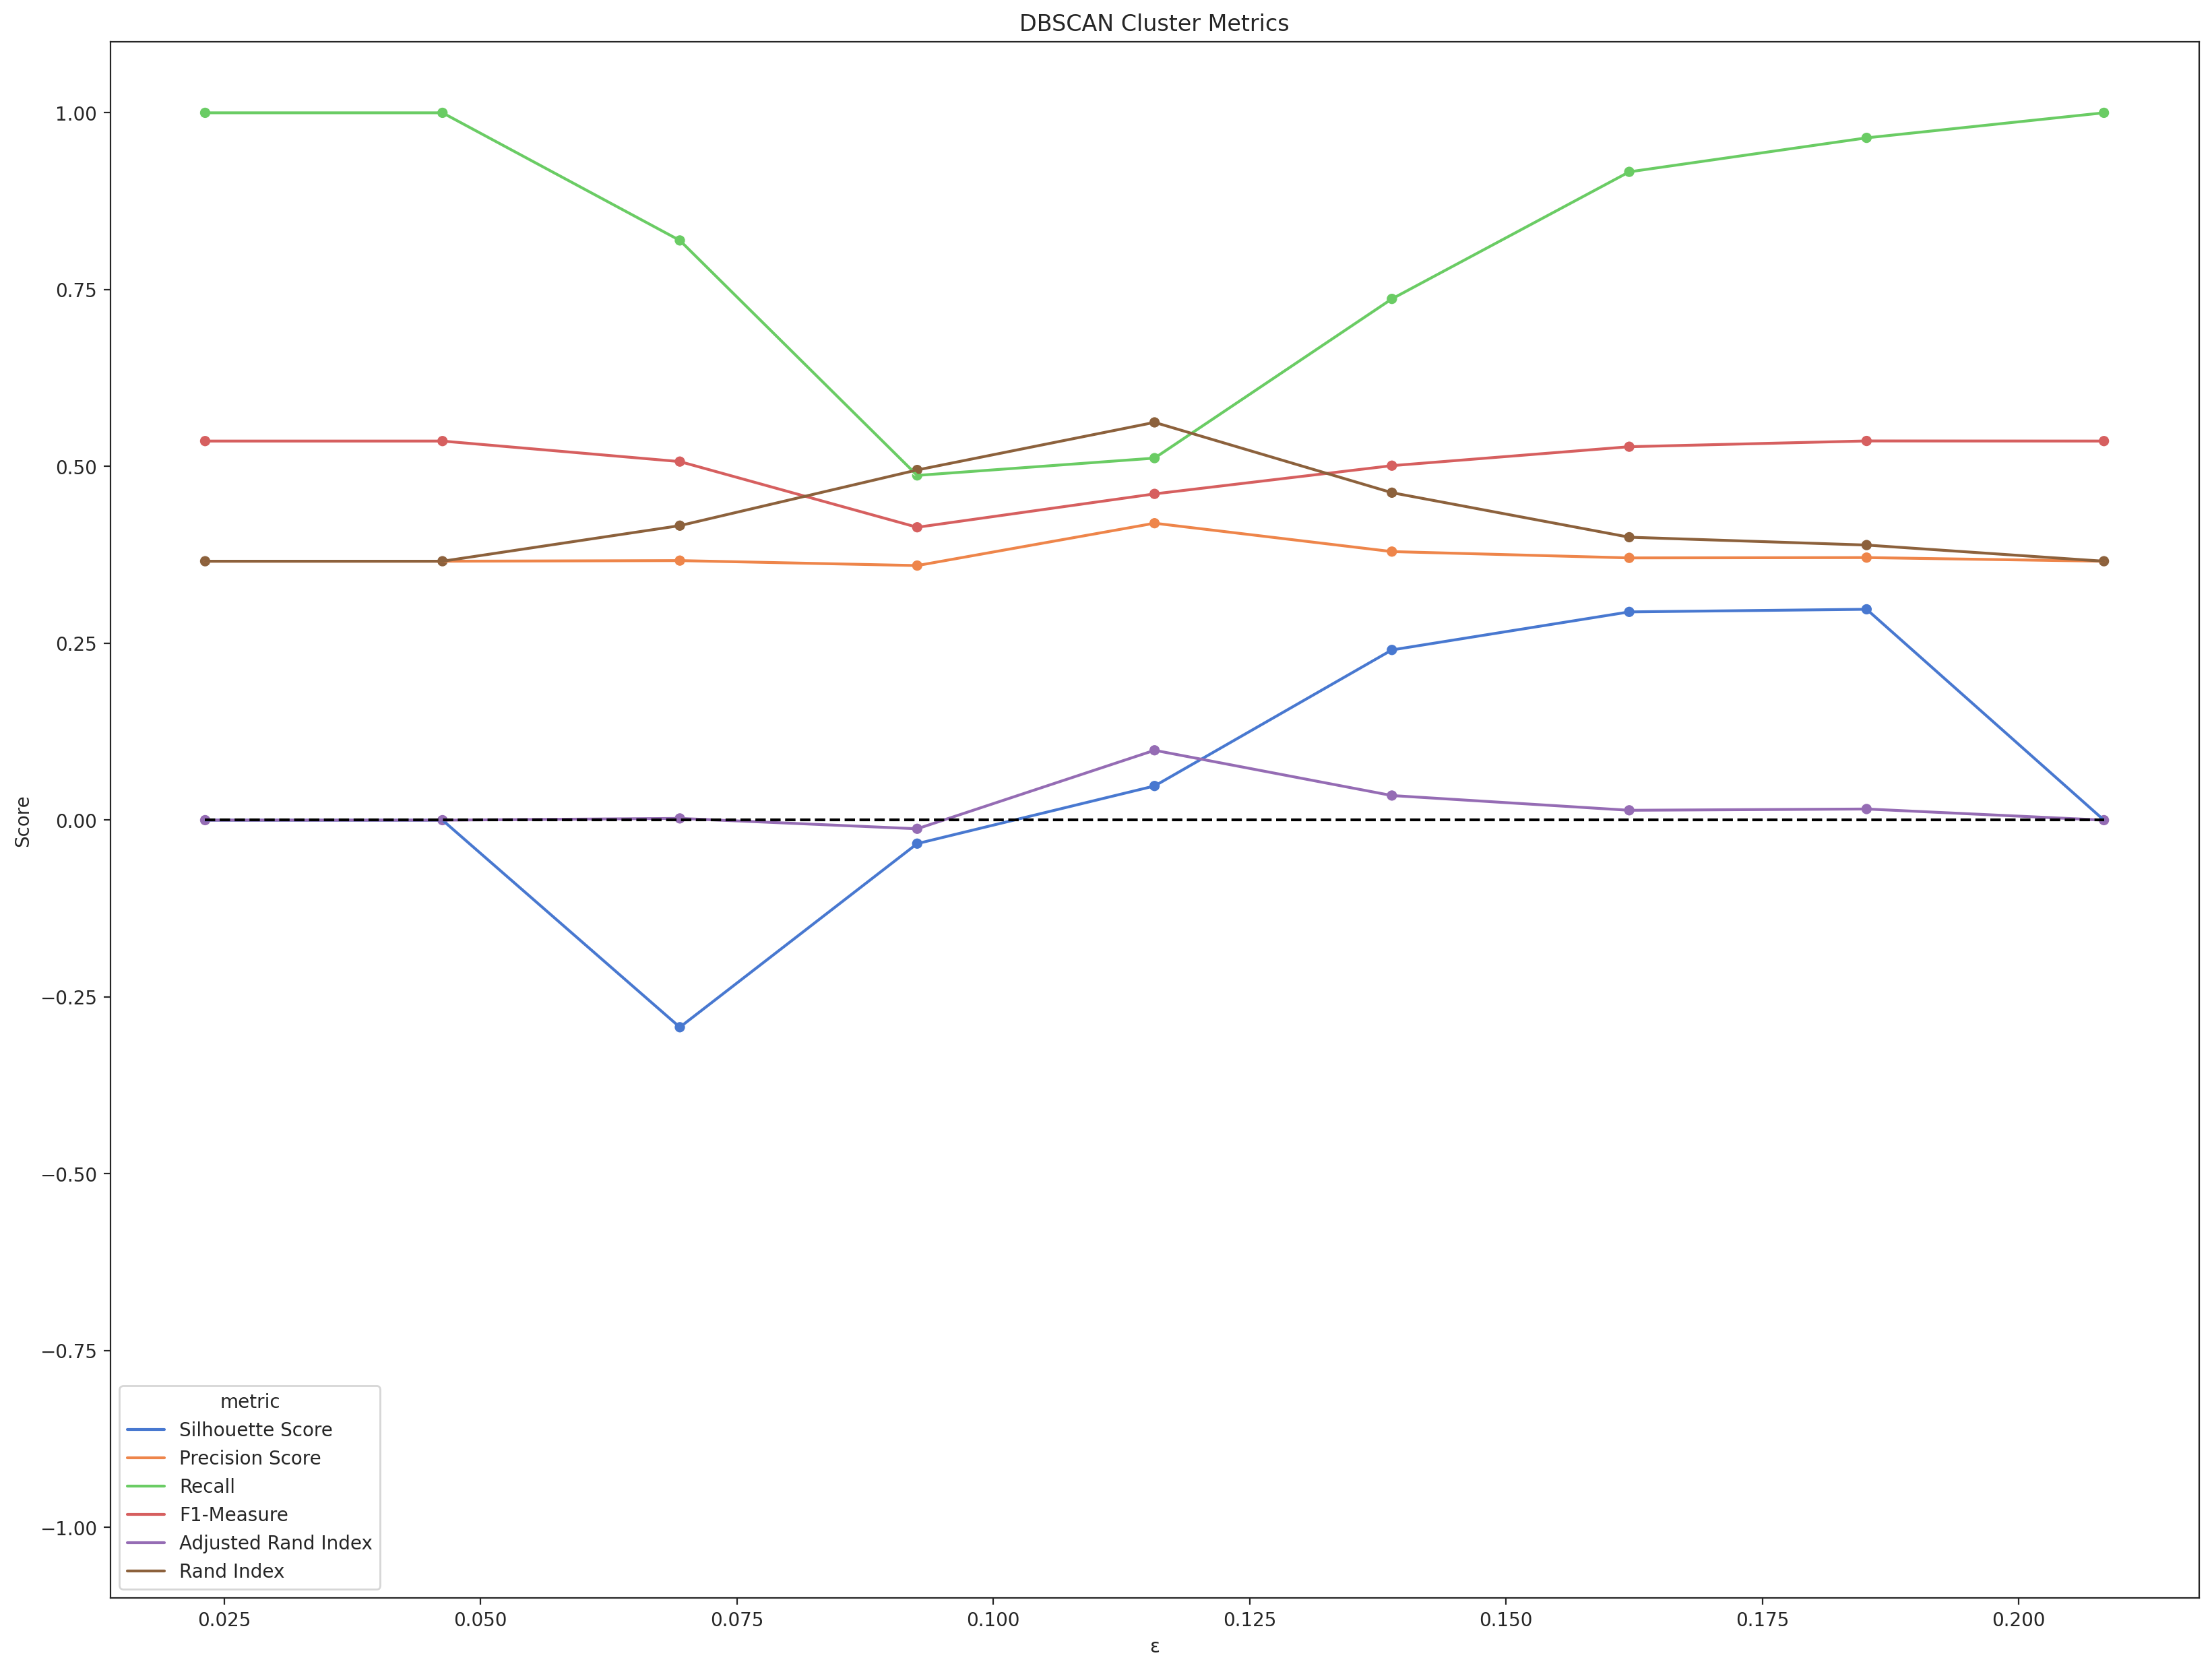 DBSCAN Cluster Metrics
1.00
0.75
0.50
0.25
0.00
−0.25
−0.50
−0.75
−1.00
Score
metric
Silhouette Score
Precision Score
Recall
F1-Measure
Adjusted Rand Index
Rand Index
0.025 0.050 0.075 0.100 0.125 0.150 0.175 0.200
ε